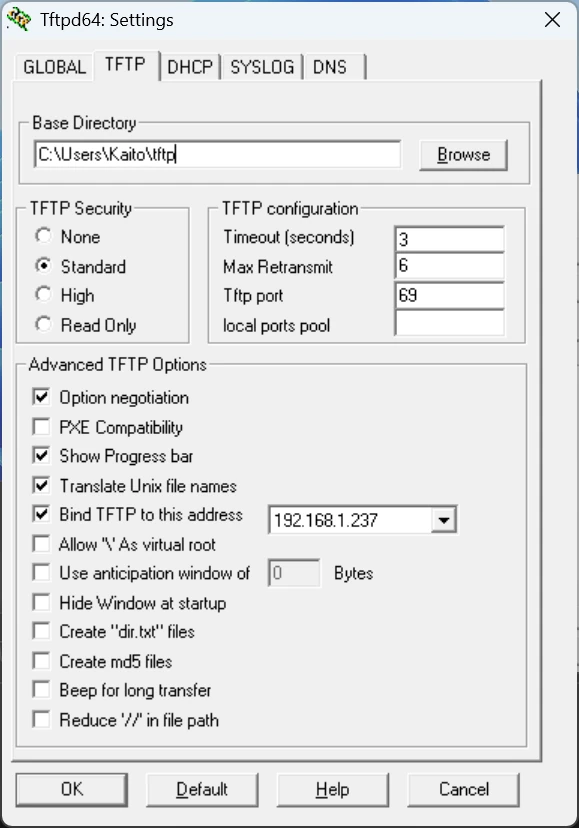 Tftpd64: Settings
GLOBAL TFTP DHCP SYSLOG DNS
Base Directory
C:\Users\Kaito\tftp
Browse
TFTP Security
None
Standard
High
Read Only
TFTP configuration
Timeout (seconds) 3
Max Retransmit 6
Tftp port 69
local ports pool
Advanced TFTP Options
Option negotiation
PXE Compatibility
Show Progress bar
Translate Unix file names
Bind TFTP to this address 192.168.1.237
Allow '\' As virtual root
Use anticipation window of 0 Bytes
Hide Window at startup
Create "dir.txt" files
Create md5 files
Beep for long transfer
Reduce '//' in file path
OK Default Help Cancel